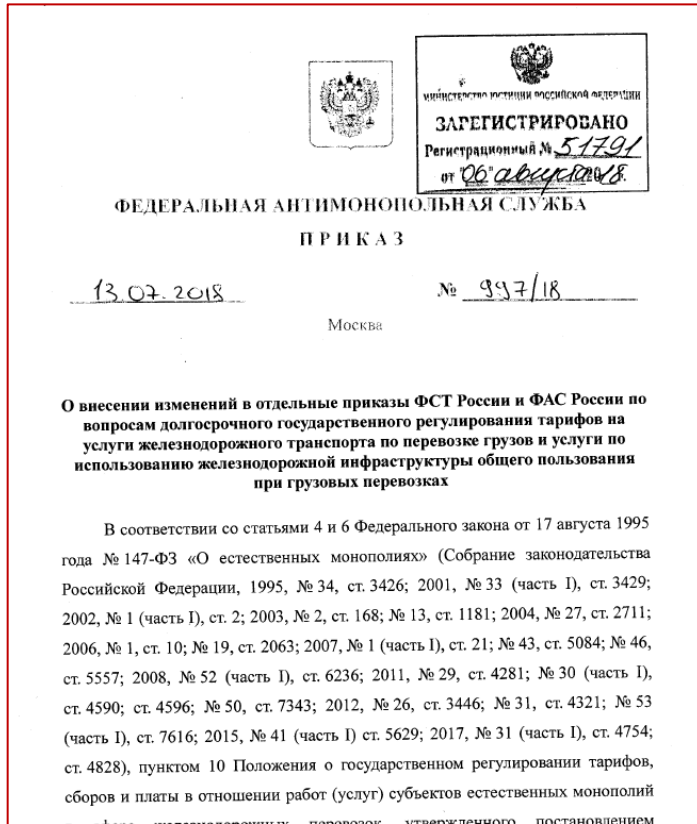 МИНИСТЕРСТВО ЮСТИЦИИ РОССИЙСКОЙ ФЕДЕРАЦИИ
ЗАРЕГИСТРИРОВАНО
Регистрационный № 51791
от "06" августа 2018.
ФЕДЕРАЛЬНАЯ АНТИМОНОПОЛЬНАЯ СЛУЖБА
ПРИКАЗ
13.07.2018 № 997/18
Москва
О внесении изменений в отдельные приказы ФСТ России и ФАС России по
вопросам долгосрочного государственного регулирования тарифов на
услуги железнодорожного транспорта по перевозке грузов и услуги по
использованию железнодорожной инфраструктуры общего пользования
при грузовых перевозках
В соответствии со статьями 4 и 6 Федерального закона от 17 августа 1995
года № 147-ФЗ «О естественных монополиях» (Собрание законодательства
Российской Федерации, 1995, № 34, ст. 3426; 2001, № 33 (часть I), ст. 3429;
2002, № 1 (часть I), ст. 2; 2003, № 2, ст. 168; № 13, ст. 1181; 2004, № 27, ст. 2711;
2006, № 1, ст. 10; № 19, ст. 2063; 2007, № 1 (часть I), ст. 21; № 43, ст. 5084; № 46,
ст. 5557; 2008, № 52 (часть I), ст. 6236; 2011, № 29, ст. 4281; № 30 (часть I),
ст. 4590; ст. 4596; № 50, ст. 7343; 2012, № 26, ст. 3446; № 31, ст. 4321; № 53
(часть I), ст. 7616; 2015, № 41 (часть I) ст. 5629; 2017, № 31 (часть I), ст. 4754;
ст. 4828), пунктом 10 Положения о государственном регулировании тарифов,
сборов и платы в отношении работ (услуг) субъектов естественных монополий
железнодорожных перевозок, утвержденного постановлением